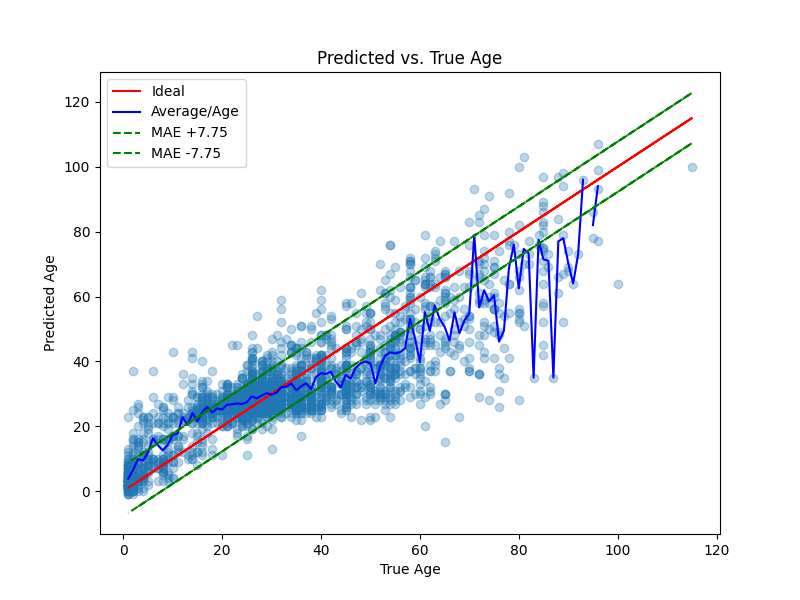 Predicted vs. True Age
Ideal
Average/Age
MAE +7.75
MAE -7.75
120
100
80
60
40
20
0
Predicted Age
0 20 40 60 80 100 120
True Age